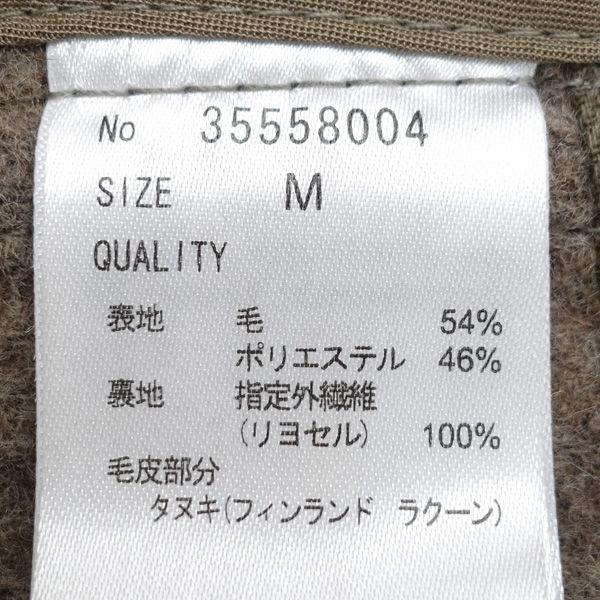 No 35558004
SIZE M
QUALITY
表地 毛 54%
ポリエステル 46%
裏地 指定外繊維
(リヨセル) 100%
毛皮部分
タヌキ(フィンランド ラクーン)